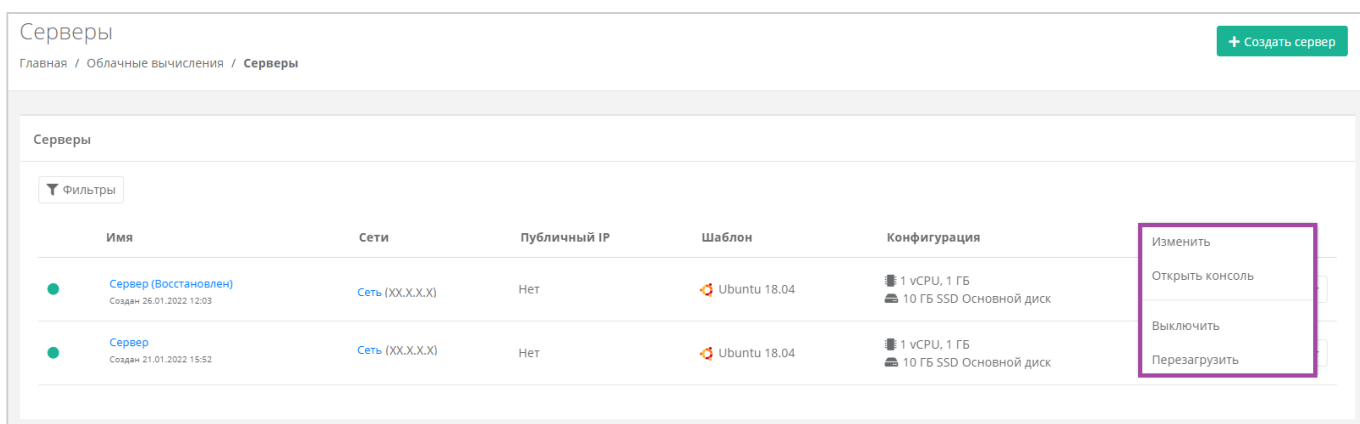 Серверы
+ Создать сервер
Главная / Облачные вычисления / Серверы
Серверы
Фильтры
Имя Сети Публичный IP Шаблон Конфигурация
Сервер (Восстановлен)
Создан 26.01.2022 12:03
Сеть (XX.X.X.X)
Нет
Ubuntu 18.04
1 vCPU, 1 ГБ
10 ГБ SSD Основной диск
Сервер
Создан 21.01.2022 15:52
Сеть (XX.X.X.X)
Нет
Ubuntu 18.04
1 vCPU, 1 ГБ
10 ГБ SSD Основной диск
Изменить
Открыть консоль
Выключить
Перезагрузить